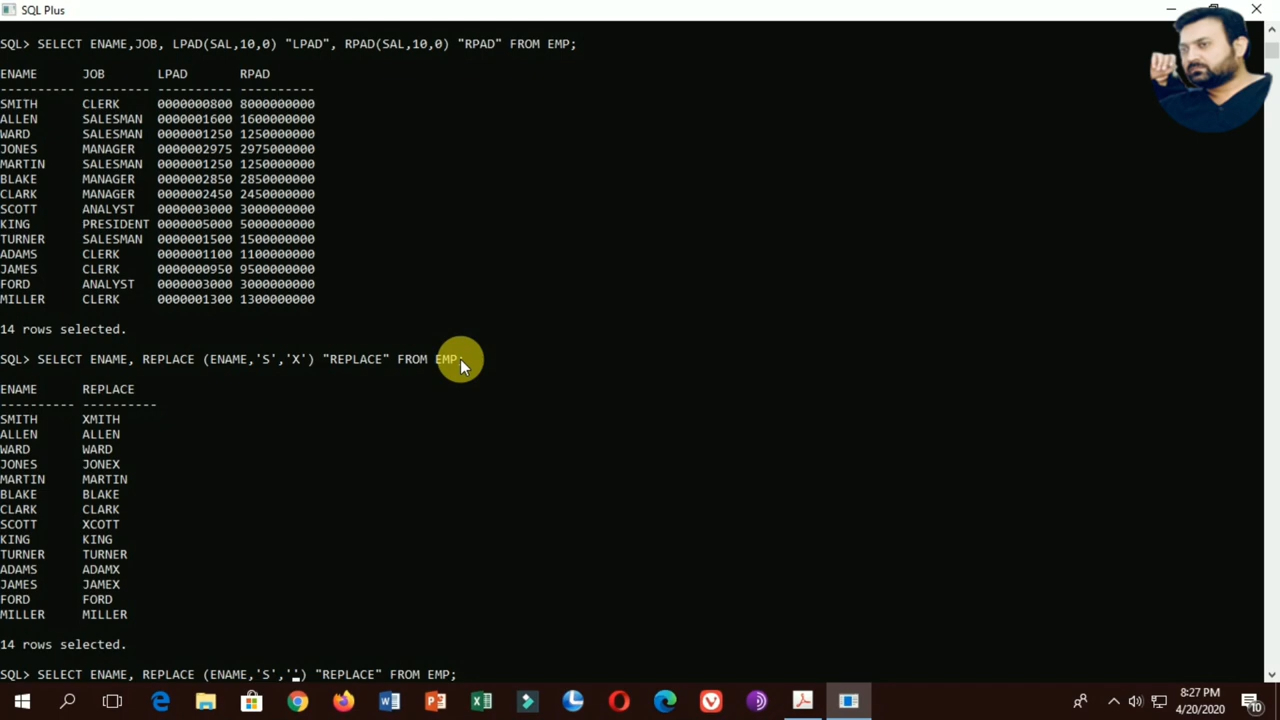 SQL Plus
SQL> SELECT ENAME,JOB, LPAD(SAL,10,0) "LPAD", RPAD(SAL,10,0) "RPAD" FROM EMP;
ENAME      JOB       LPAD       RPAD
---------- --------- ---------- ----------
SMITH      CLERK     0000000800 8000000000
ALLEN      SALESMAN  0000001600 1600000000
WARD       SALESMAN  0000001250 1250000000
JONES      MANAGER   0000002975 2975000000
MARTIN     SALESMAN  0000001250 1250000000
BLAKE      MANAGER   0000002850 2850000000
CLARK      MANAGER   0000002450 2450000000
SCOTT      ANALYST   0000003000 3000000000
KING       PRESIDENT 0000005000 5000000000
TURNER     SALESMAN  0000001500 1500000000
ADAMS      CLERK     0000001100 1100000000
JAMES      CLERK     0000000950 9500000000
FORD       ANALYST   0000003000 3000000000
MILLER     CLERK     0000001300 1300000000
14 rows selected.
SQL> SELECT ENAME, REPLACE (ENAME,'S','X') "REPLACE" FROM EMP;
ENAME      REPLACE
---------- ----------
SMITH      XMITH
ALLEN      ALLEN
WARD       WARD
JONES      JONEX
MARTIN     MARTIN
BLAKE      BLAKE
CLARK      CLARK
SCOTT      XCOTT
KING       KING
TURNER     TURNER
ADAMS      ADAMX
JAMES      JAMEX
FORD       FORD
MILLER     MILLER
14 rows selected.
SQL> SELECT ENAME, REPLACE (ENAME,'S','') "REPLACE" FROM EMP;
8:27 PM
4/20/2020
10